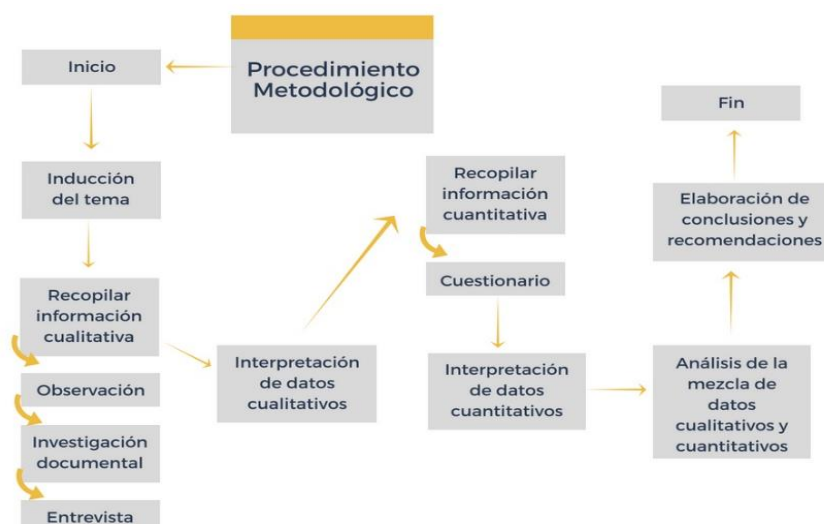 Procedimiento
Metodológico
Inicio
Inducción
del tema
Recopilar
información
cualitativa
Observación
Investigación
documental
Entrevista
Interpretación
de datos
cualitativos
Recopilar
información
cuantitativa
Cuestionario
Interpretación
de datos
cuantitativos
Análisis de la
mezcla de
datos
cualitativos y
cuantitativos
Elaboración de
conclusiones y
recomendaciones
Fin